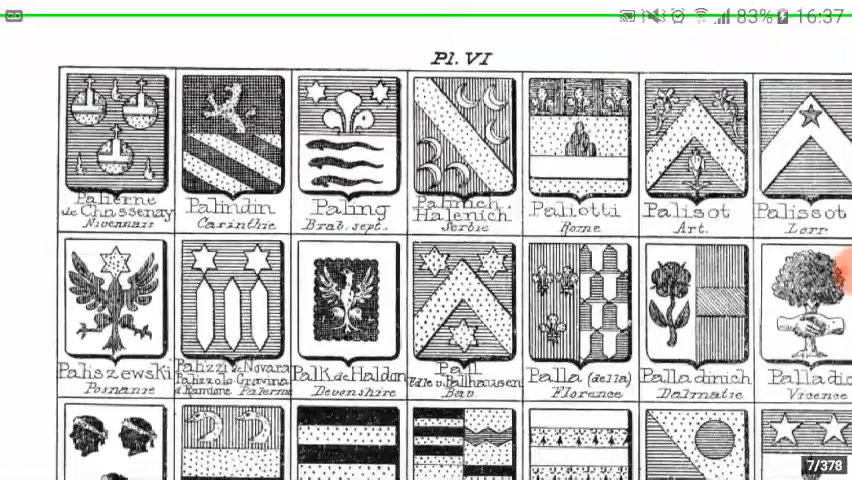 83% 16:37
Pl. VI
Palierne
de Chassenay
Nivernais
Palindin
Carinthie
Paling
Brab. sept.
Palinich
Halenich
Serbie
Paliotti
Rome
Palisot
Art.
Palissot
Lorr.
Paliszewski
Posnanie
Palizzi Novara
Palizzolo Gravina
Ramione Palerme
Palk de Haldon
Devonshire
Pall
Edle v. Pallhausen
Bav
Palla (della)
Florence
Palladinich
Dalmatie
Palladio
Vicence
7/378